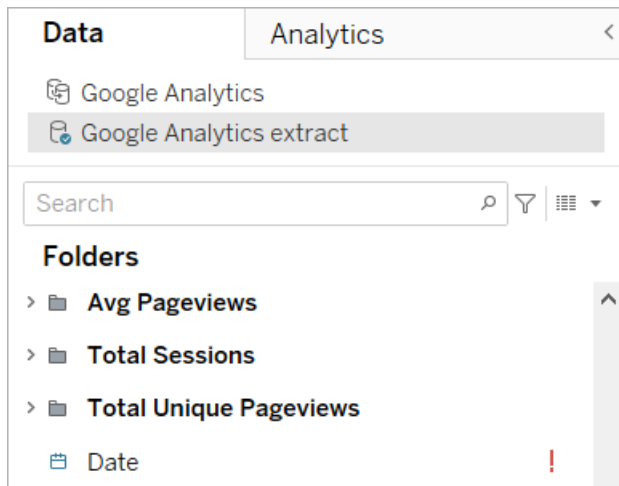 Data Analytics
Google Analytics
Google Analytics extract
Search
Folders
Avg Pageviews
Total Sessions
Total Unique Pageviews
Date !